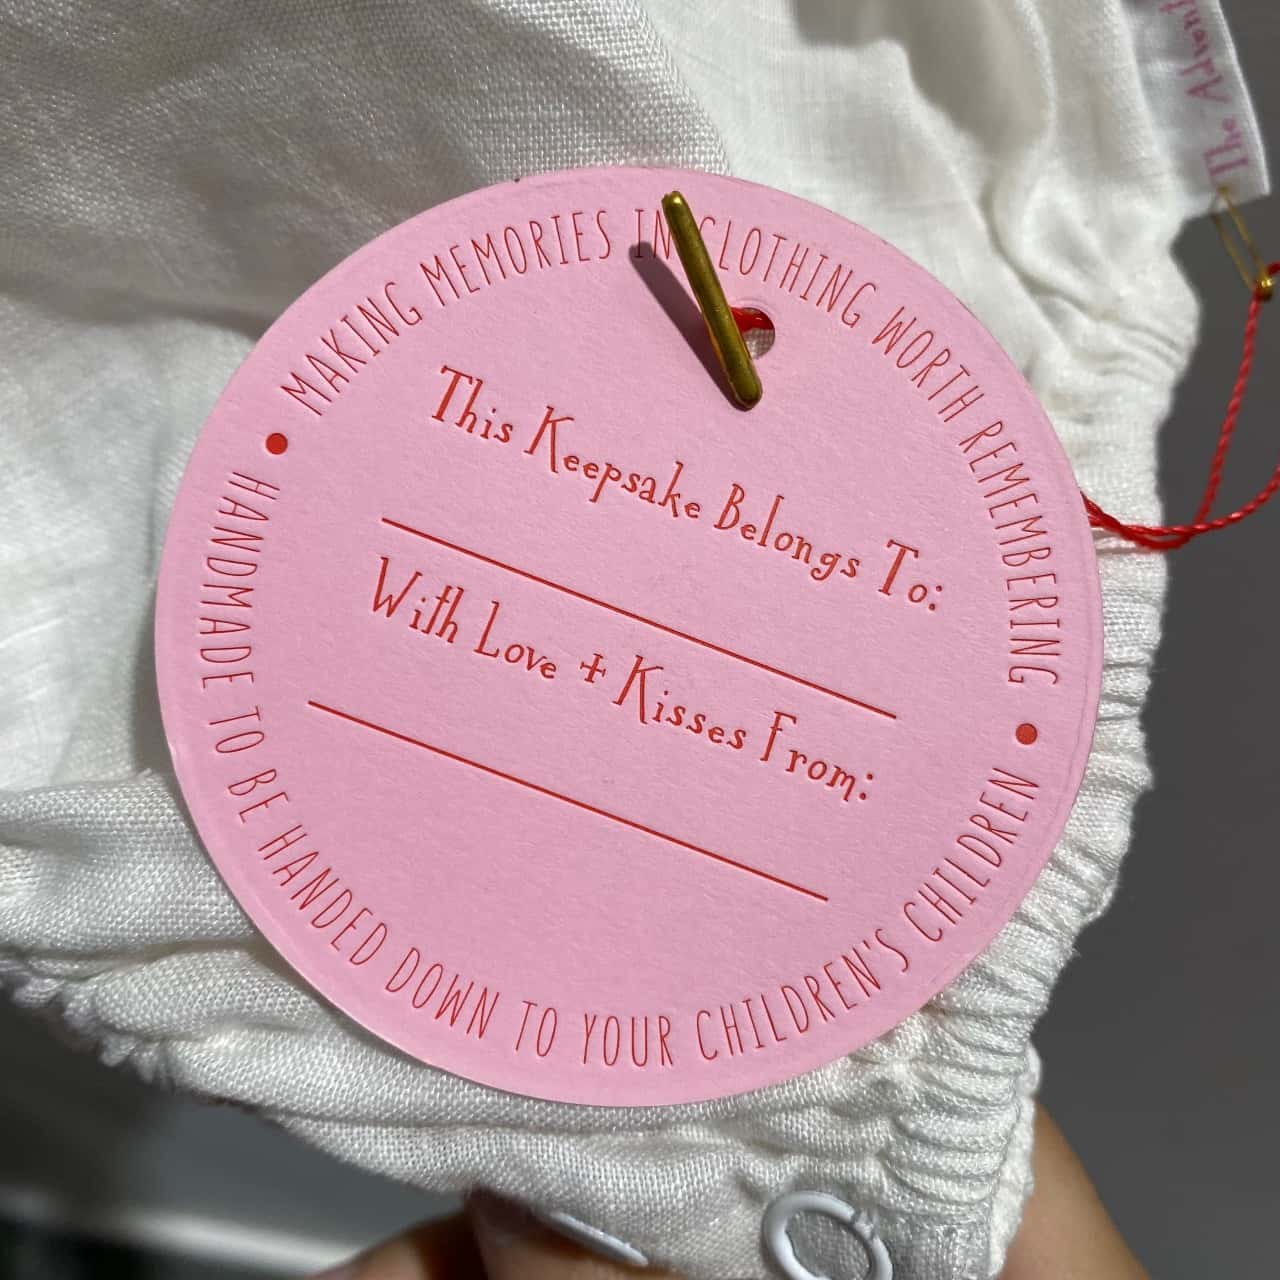 MAKING MEMORIES IN CLOTHING WORTH REMEMBERING
This Keepsake Belongs To:
With Love + Kisses From:
HANDMADE TO BE HANDED DOWN TO YOUR CHILDREN'S CHILDREN
The